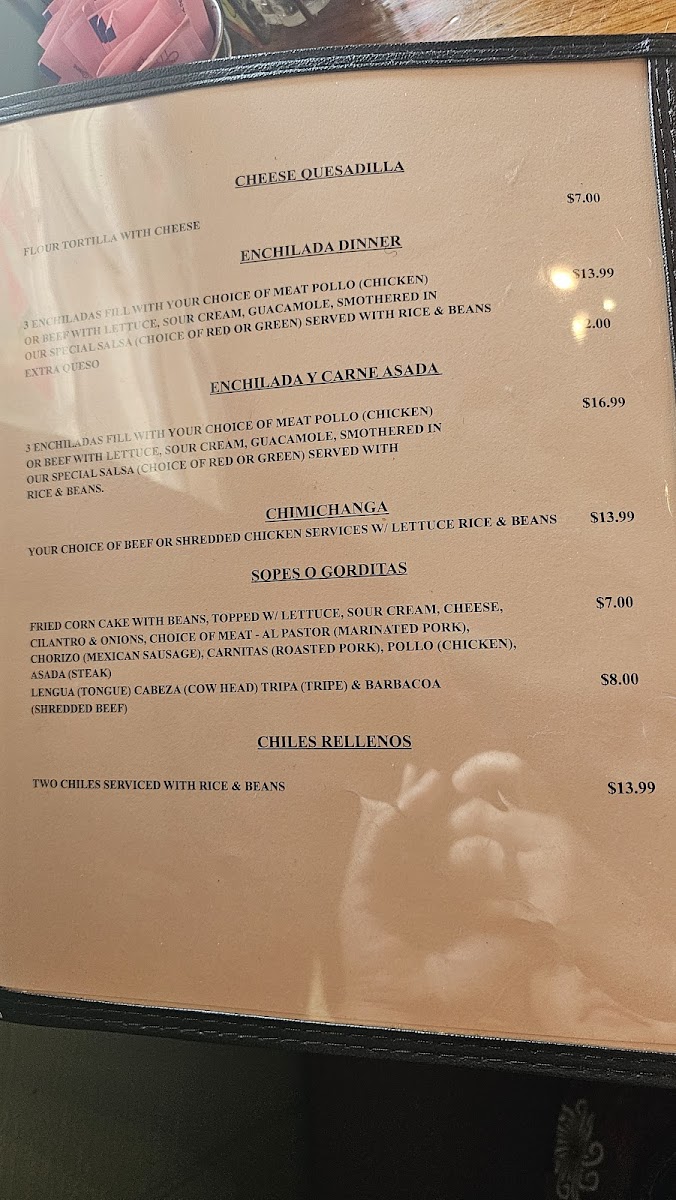 CHEESE QUESADILLA
$7.00
FLOUR TORTILLA WITH CHEESE
ENCHILADA DINNER
$13.99
3 ENCHILADAS FILL WITH YOUR CHOICE OF MEAT POLLO (CHICKEN)
OR BEEF WITH LETTUCE, SOUR CREAM, GUACAMOLE, SMOTHERED IN
OUR SPECIAL SALSA (CHOICE OF RED OR GREEN) SERVED WITH RICE & BEANS
EXTRA QUESO 2.00
ENCHILADA Y CARNE ASADA
$16.99
3 ENCHILADAS FILL WITH YOUR CHOICE OF MEAT POLLO (CHICKEN)
OR BEEF WITH LETTUCE, SOUR CREAM, GUACAMOLE, SMOTHERED IN
OUR SPECIAL SALSA (CHOICE OF RED OR GREEN) SERVED WITH
RICE & BEANS.
CHIMICHANGA
YOUR CHOICE OF BEEF OR SHREDDED CHICKEN SERVICES W/ LETTUCE RICE & BEANS $13.99
SOPES O GORDITAS
FRIED CORN CAKE WITH BEANS, TOPPED W/ LETTUCE, SOUR CREAM, CHEESE, $7.00
CILANTRO & ONIONS, CHOICE OF MEAT - AL PASTOR (MARINATED PORK),
CHORIZO (MEXICAN SAUSAGE), CARNITAS (ROASTED PORK), POLLO (CHICKEN),
ASADA (STEAK)
LENGUA (TONGUE) CABEZA (COW HEAD) TRIPA (TRIPE) & BARBACOA $8.00
(SHREDDED BEEF)
CHILES RELLENOS
TWO CHILES SERVICED WITH RICE & BEANS $13.99